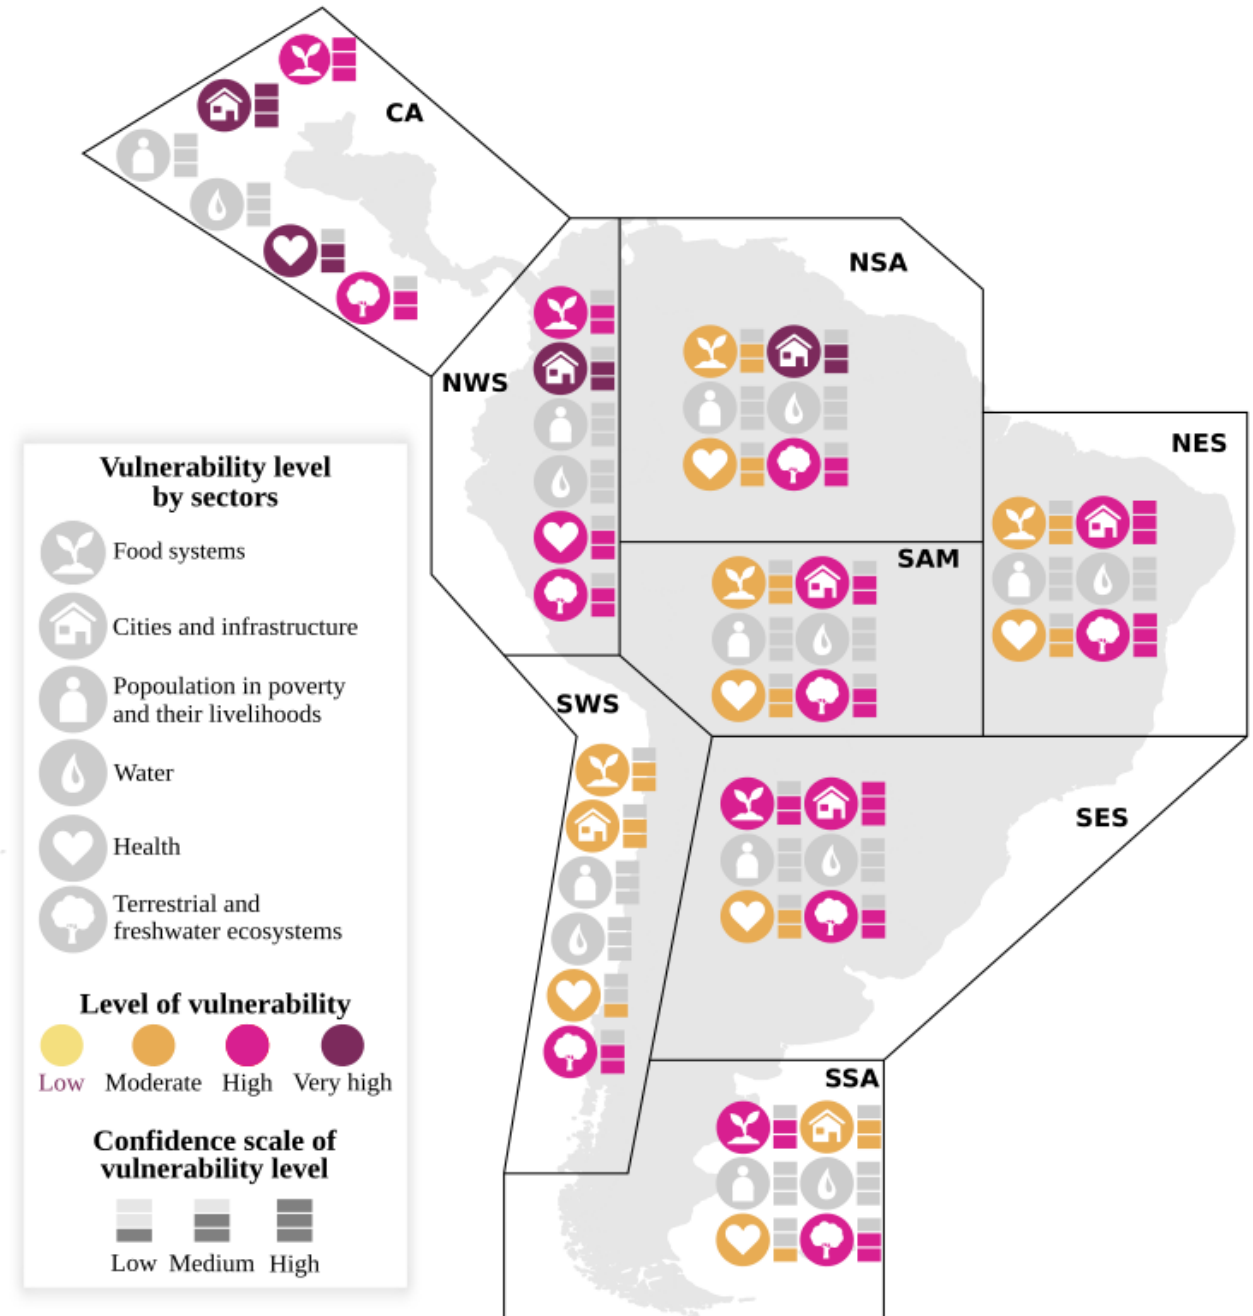 CA
NSA
NWS
NES
SAM
SWS
SES
SSA
Vulnerability level
by sectors
Food systems
Cities and infrastructure
Popoulation in poverty
and their livelihoods
Water
Health
Terrestrial and
freshwater ecosystems
Level of vulnerability
Low Moderate High Very high
Confidence scale of
vulnerability level
Low Medium High